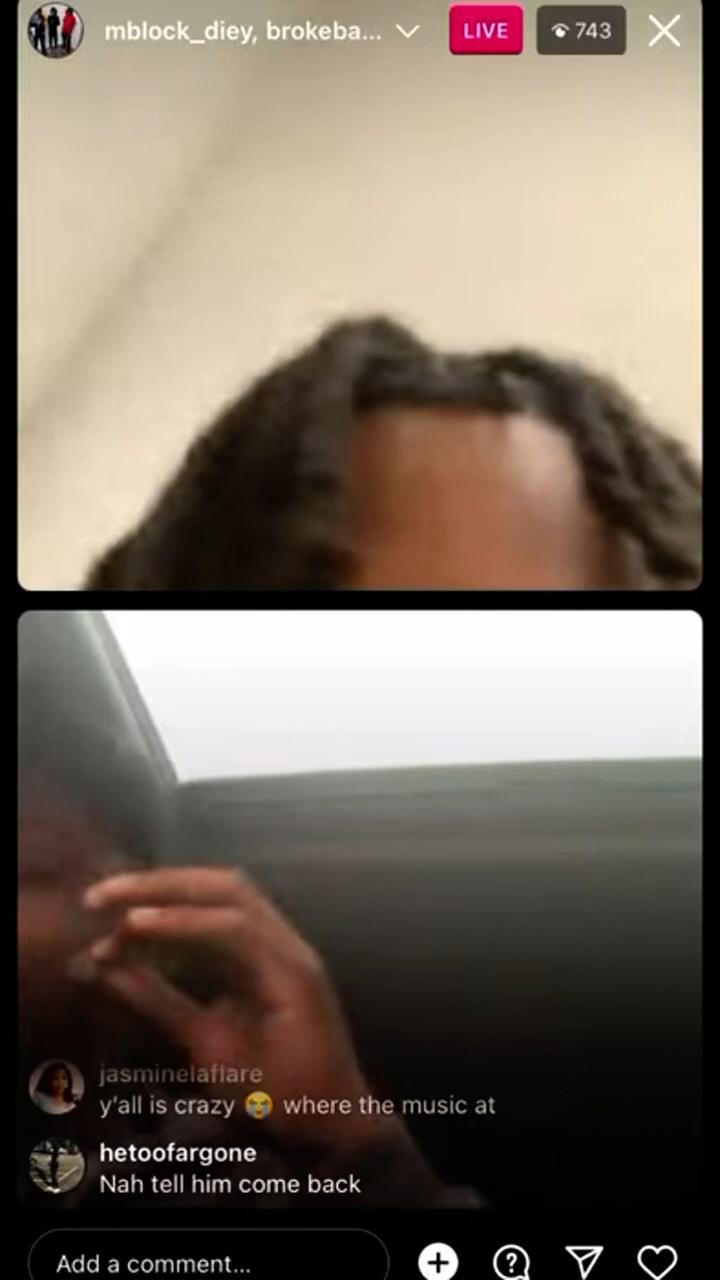 mblock_diey, brokeba...
LIVE
743
jasminelaflare
y'all is crazy 😭 where the music at
hetoofargone
Nah tell him come back
Add a comment...